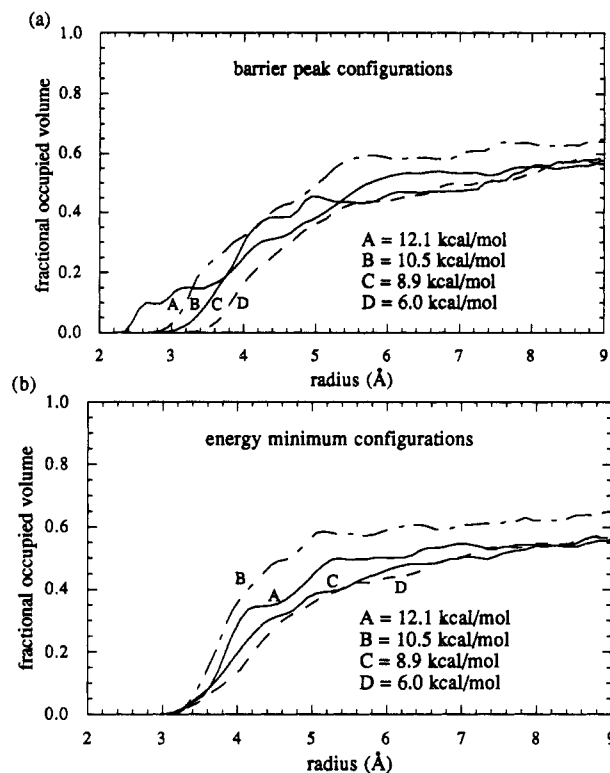 (a)
1.0
0.8
0.6
0.4
0.2
0.0
fractional occupied volume
barrier peak configurations
A B C D
A = 12.1 kcal/mol
B = 10.5 kcal/mol
C = 8.9 kcal/mol
D = 6.0 kcal/mol
2 3 4 5 6 7 8 9
radius (Å)
(b)
1.0
0.8
0.6
0.4
0.2
0.0
fractional occupied volume
energy minimum configurations
B A C D
A = 12.1 kcal/mol
B = 10.5 kcal/mol
C = 8.9 kcal/mol
D = 6.0 kcal/mol
2 3 4 5 6 7 8 9
radius (Å)